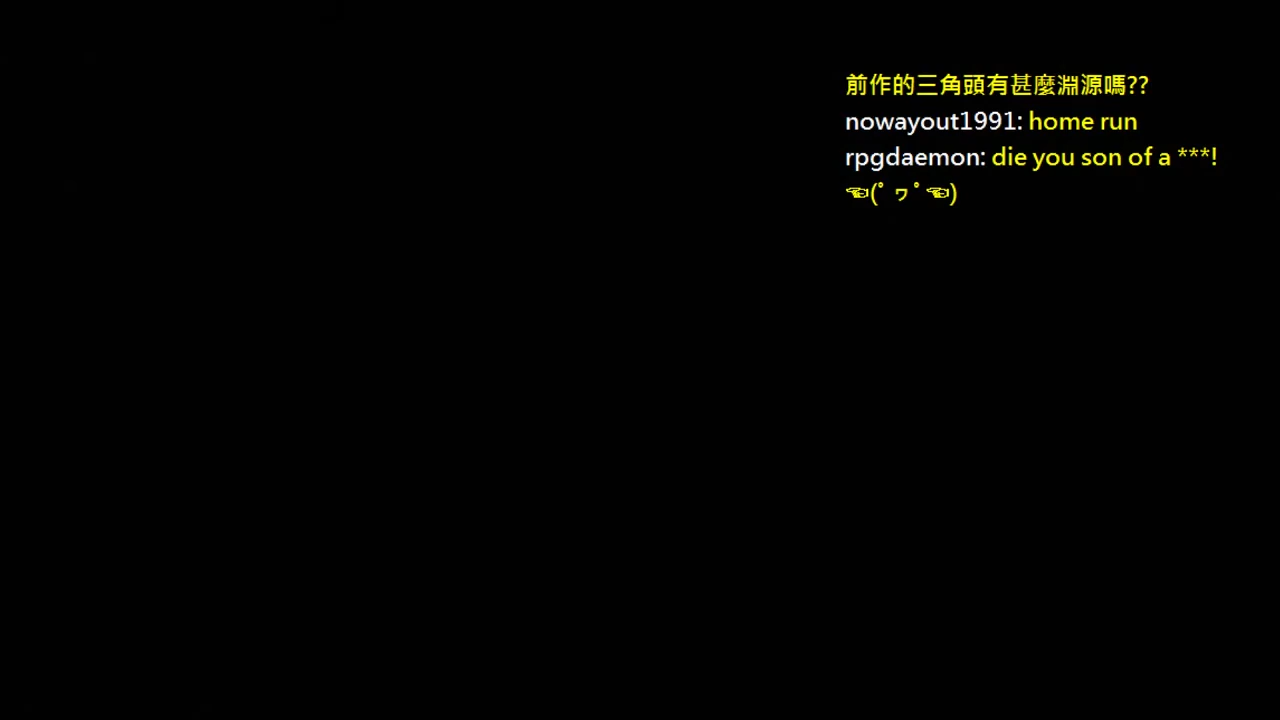 前作的三角頭有甚麼淵源嗎??
nowayout1991: home run
rpgdaemon: die you son of a ***!
☜(ﾟヮﾟ☜)